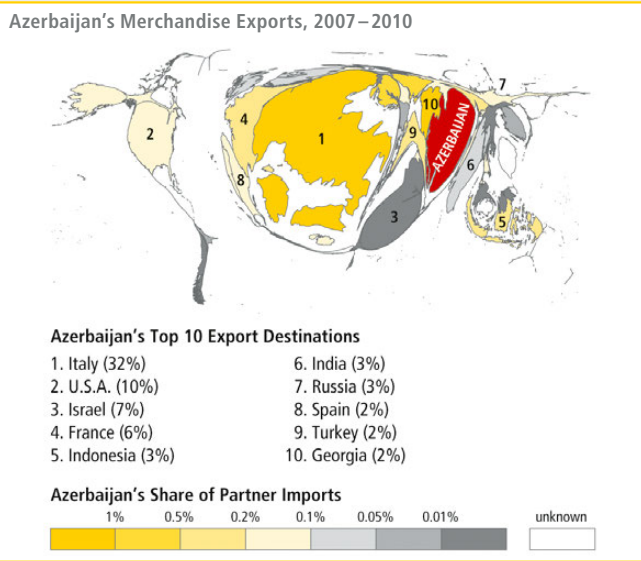 Azerbaijan's Merchandise Exports, 2007–2010
7
4
10
2
1
9
AZERBAIJAN
6
8
3
5
Azerbaijan's Top 10 Export Destinations
1. Italy (32%)
2. U.S.A. (10%)
3. Israel (7%)
4. France (6%)
5. Indonesia (3%)
6. India (3%)
7. Russia (3%)
8. Spain (2%)
9. Turkey (2%)
10. Georgia (2%)
Azerbaijan's Share of Partner Imports
1% 0.5% 0.2% 0.1% 0.05% 0.01% unknown